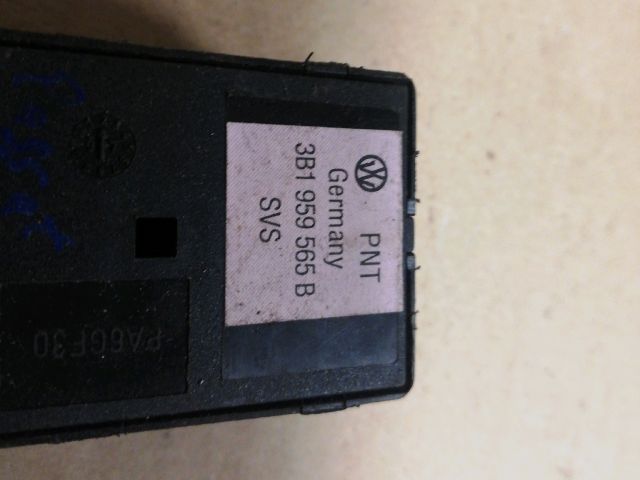 PNT
Germany
3B1 959 565 B
SVS
PA6GF30